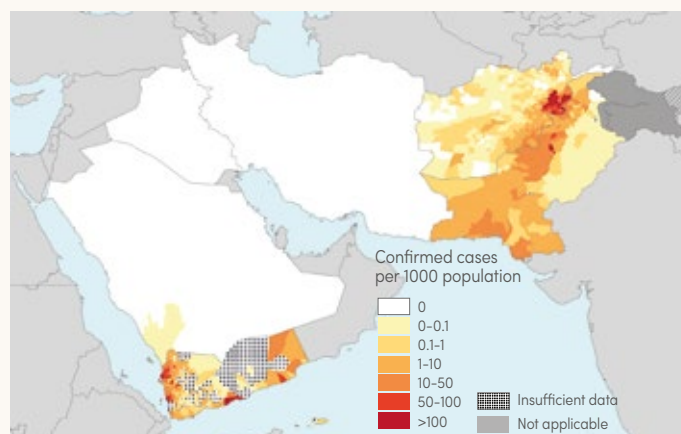 Confirmed cases
per 1000 population
0
0–0.1
0.1–1
1–10
10–50
50–100
>100
Insufficient data
Not applicable